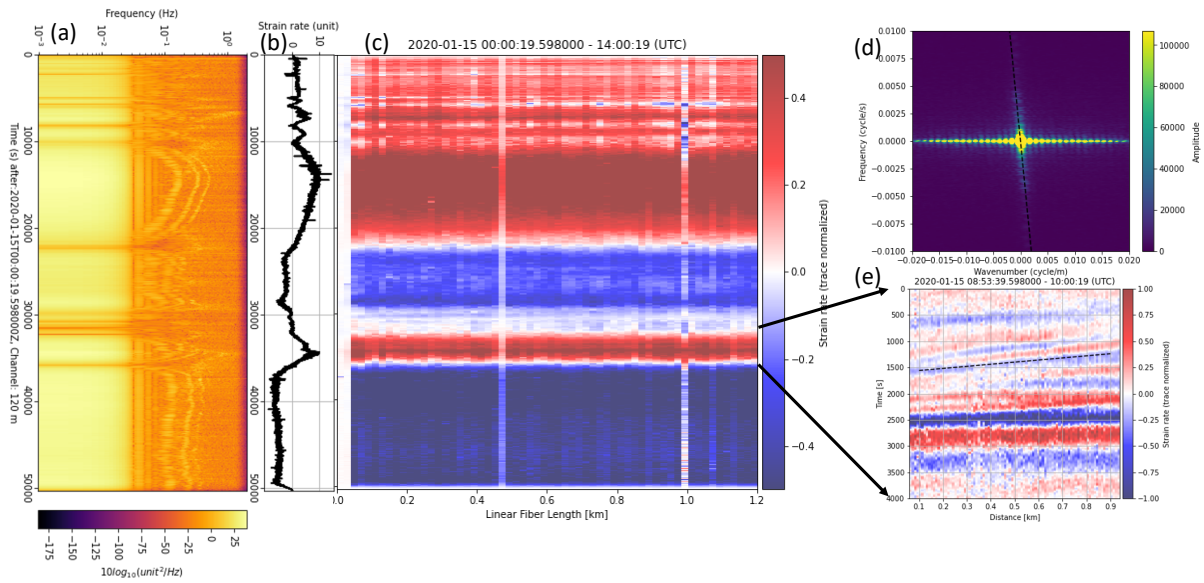 (a)
Frequency (Hz)
10⁻³ 10⁻² 10⁻¹ 10⁰
Time (s) after:2020-01-15T00:00:19.598000Z, Channel: 120 m
0
10000
20000
30000
40000
50000
−175 −150 −125 −100 −75 −50 −25 0 25
10log₁₀(unit²/Hz)
(b)
Strain rate (unit)
0 10
0
10000
20000
30000
40000
50000
(c)
2020-01-15 00:00:19.598000 - 14:00:19 (UTC)
0.0 0.2 0.4 0.6 0.8 1.0 1.2
Linear Fiber Length [km]
0.4
0.2
0.0
−0.2
−0.4
Strain rate (trace normalized)
(d)
0.0100
0.0075
0.0050
0.0025
0.0000
−0.0025
−0.0050
−0.0075
−0.0100
Frequency (cycle/s)
−0.020 −0.015 −0.010 −0.005 0.000 0.005 0.010 0.015 0.020
Wavenumber (cycle/m)
100000
80000
60000
40000
20000
0
Amplitude
(e)
2020-01-15 08:53:39.598000 - 10:00:19 (UTC)
0
500
1000
1500
2000
2500
3000
3500
4000
Time [s]
0.1 0.2 0.3 0.4 0.5 0.6 0.7 0.8 0.9
Distance [km]
1.00
0.75
0.50
0.25
0.00
−0.25
−0.50
−0.75
−1.00
Strain rate (trace normalized)